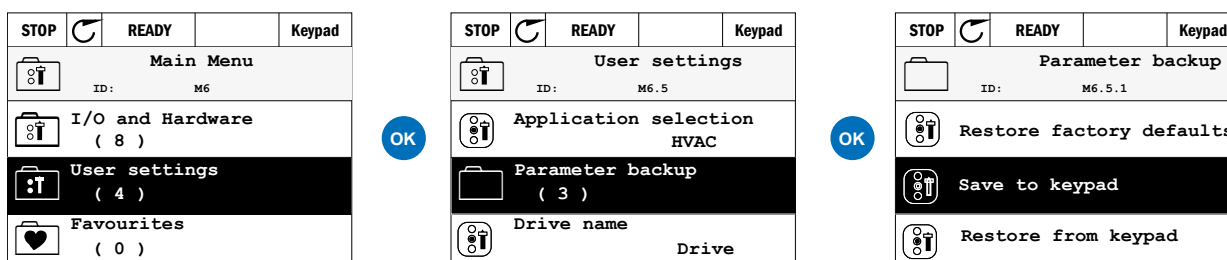 STOP READY Keypad
Main Menu
ID: M6
I/O and Hardware
( 8 )
User settings
( 4 )
Favourites
( 0 )
OK
STOP READY Keypad
User settings
ID: M6.5
Application selection
HVAC
Parameter backup
( 3 )
Drive name
Drive
OK
STOP READY Keypad
Parameter backup
ID: M6.5.1
Restore factory defaults
Save to keypad
Restore from keypad